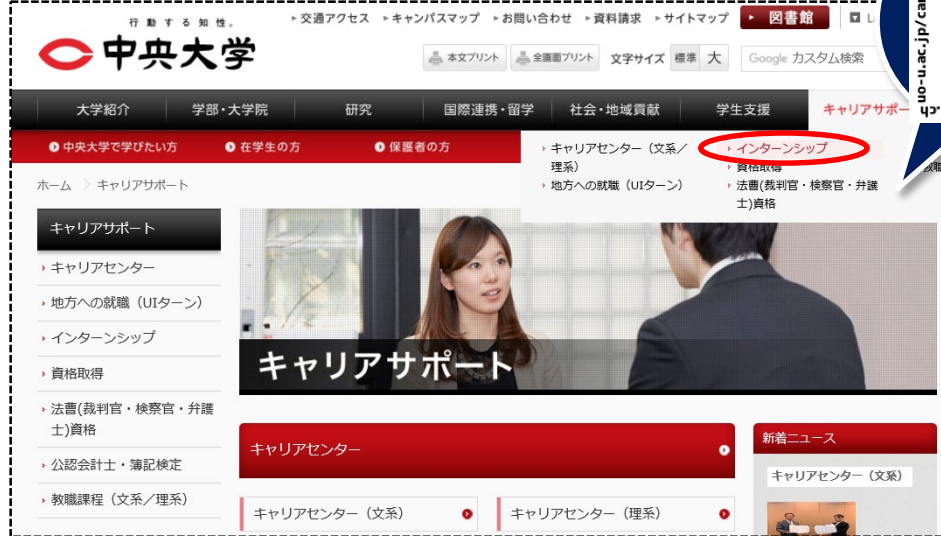 行動する知性。
中央大学
交通アクセス キャンパスマップ お問い合わせ 資料請求 サイトマップ 図書館
本文プリント 全画面プリント 文字サイズ 標準 大 Google カスタム検索
大学紹介 学部・大学院 研究 国際連携・留学 社会・地域貢献 学生支援 キャリアサポー
中央大学で学びたい方 在学生の方 保護者の方
キャリアセンター（文系／
理系）
地方への就職（UIターン）
インターンシップ
資格取得
法曹(裁判官・検察官・弁護
士)資格
uo-u.ac.jp/ca
ホーム 〉 キャリアサポート
キャリアサポート
キャリアセンター
地方への就職（UIターン）
インターンシップ
資格取得
法曹(裁判官・検察官・弁護
士)資格
公認会計士・簿記検定
教職課程（文系／理系）
キャリアサポート
キャリアセンター
キャリアセンター（文系）
キャリアセンター（理系）
新着ニュース
キャリアセンター（文系）